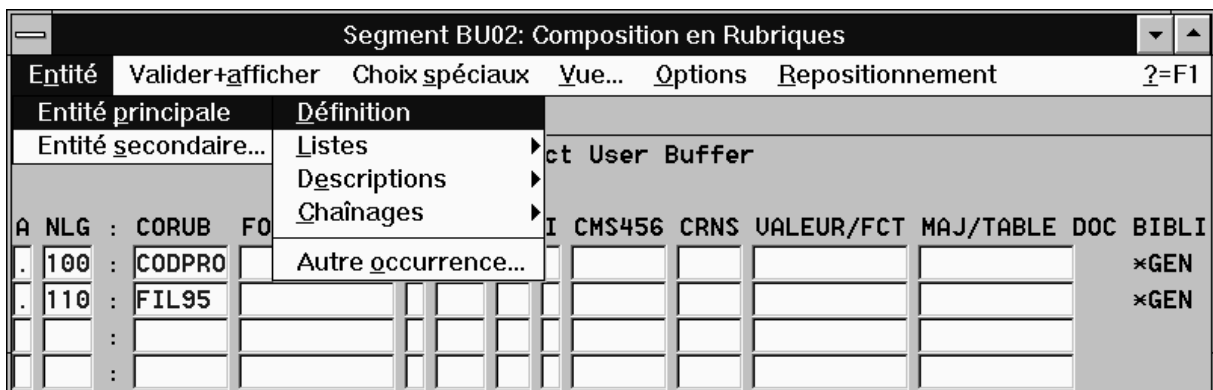 Segment BU02: Composition en Rubriques
Entité Valider+afficher Choix spéciaux Vue... Options Repositionnement ?=F1
Entité principale Définition
Entité secondaire... Listes ct User Buffer
Descriptions
Chaînages
A NLG : CORUB FO I CMS456 CRNS VALEUR/FCT MAJ/TABLE DOC BIBLI
Autre occurrence...
. 100 : CODPRO *GEN
. 110 : FIL95 *GEN
:
: